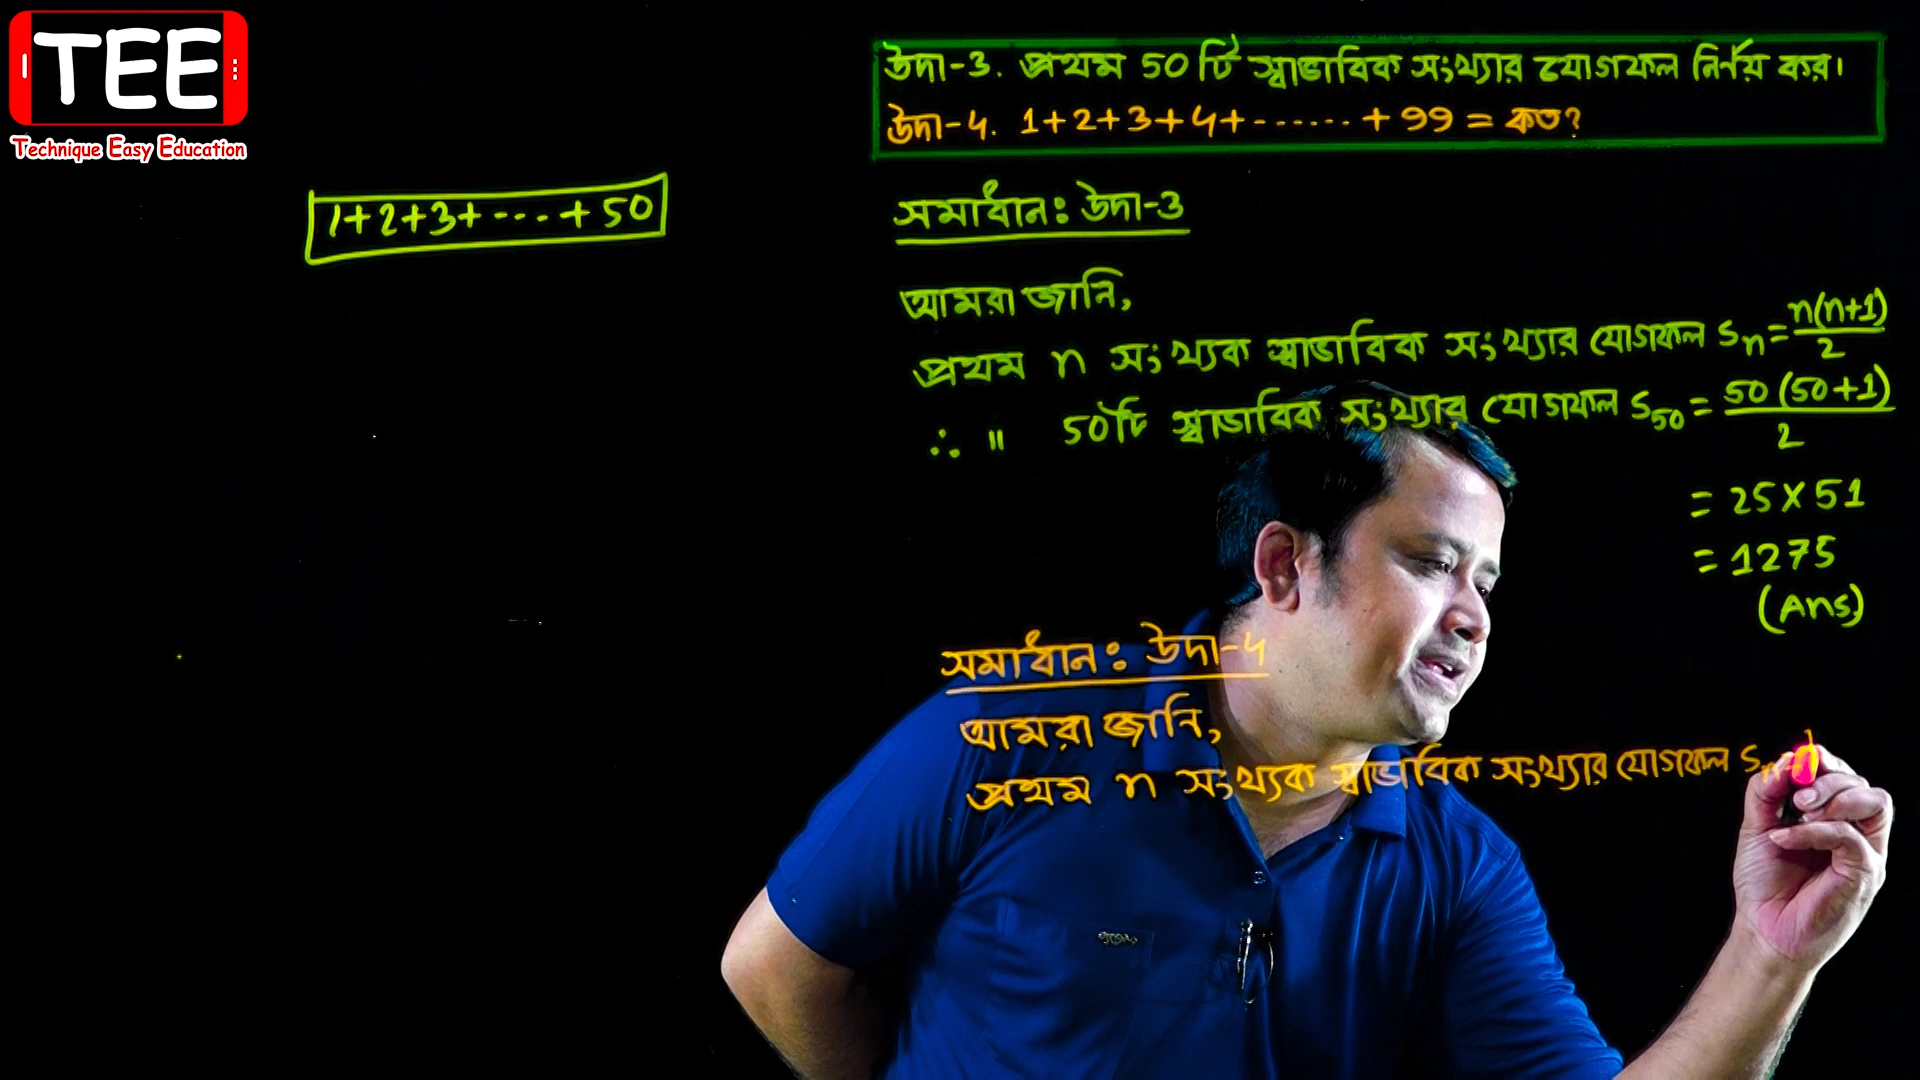 TEE
Technique Easy Education
উদা-3. প্রথম 50 টি স্বাভাবিক সংখ্যার যোগফল নির্ণয় কর।
উদা-4. 1+2+3+4+------+99 = কত?
1+2+3+----+50
সমাধান: উদা-3
আমরা জানি,
প্রথম n সংখ্যক স্বাভাবিক সংখ্যার যোগফল Sn = n(n+1)/2
∴ " 50টি স্বাভাবিক সংখ্যার যোগফল S50 = 50(50+1)/2
= 25×51
= 1275
(Ans)
সমাধান: উদা-4
আমরা জানি,
প্রথম n সংখ্যক স্বাভাবিক সংখ্যার যোগফল Sn